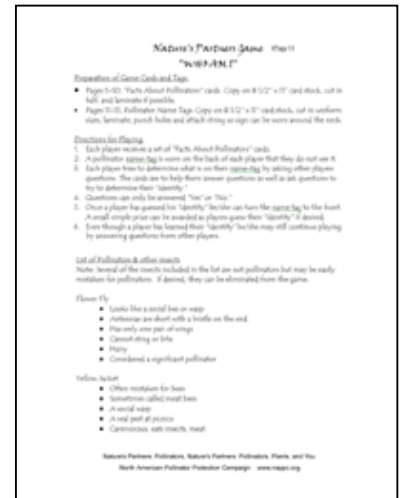 Nature's Partners Game (Page 1)
"WHO AM I"
Preparation of Game Cards and Tags
• Pages 5-10, "Facts About Pollinators" cards. Copy on 8 1/2" x 11" card stock, cut in
half, and laminate if possible.
• Pages 11-15, Pollinator Name Tags. Copy on 8 1/2" x 11" card stock, cut in uniform
sizes, laminate, punch holes and attach string so sign can be worn around the neck.
Directions for Playing
1. Each player receives a set of "Facts About Pollinators" cards.
2. A pollinator name-tag is worn on the back of each player that they do not see it.
3. Each player tries to determine what is on their name-tag by asking other players
questions. The cards are to help them answer questions as well as ask questions to
try to determine their "identity."
4. Questions can only be answered "Yes" or "No."
5. Once a player has guessed his "identity" he/she can turn the name-tag to the front.
A small simple prize can be awarded as players guess their "identity" if desired.
6. Even though a player has learned their "identity" he/she may still continue playing
by answering questions from other players.
List of Pollinators & other insects
Note: Several of the insects included in the list are not pollinators but may be easily
mistaken for pollinators. If desired, they can be eliminated from the game.
Flower Fly
• Looks like a social bee or wasp
• Antennae are short with a bristle on the end
• Has only one pair of wings
• Cannot sting or bite
• Hairy
• Considered a significant pollinator
Yellow Jacket
• Often mistaken for bees
• Sometimes called meat bees
• A social wasp
• A real pest at picnics
• Carnivorous, eats insects, meat
Nature's Partners: Pollinators, Nature's Partners: Pollinators, Plants, and You
North American Pollinator Protection Campaign www.nappc.org